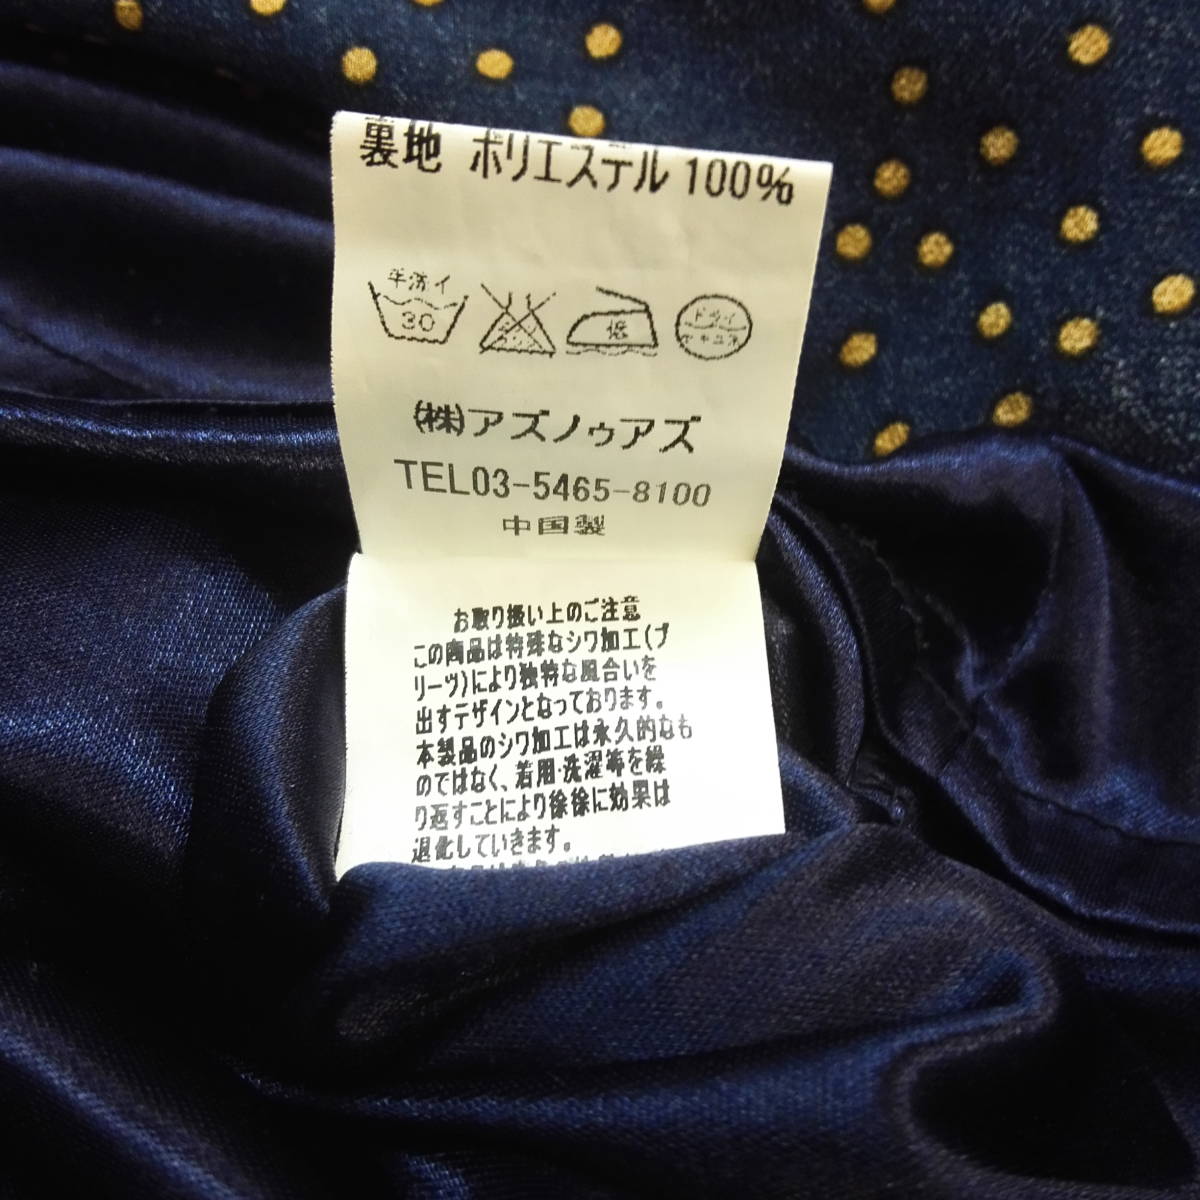 裏地 ポリエステル 100%
手洗イ
30
低
ドライ
セキユ系
(株)アズノゥアズ
TEL03-5465-8100
中国製
お取り扱い上のご注意
この商品は特殊なシワ加工(プ
リーツ)により独特な風合いを
出すデザインとなっております。
本製品のシワ加工は永久的なも
のではなく、着用・洗濯等を繰
り返すことにより徐徐に効果は
退化していきます。